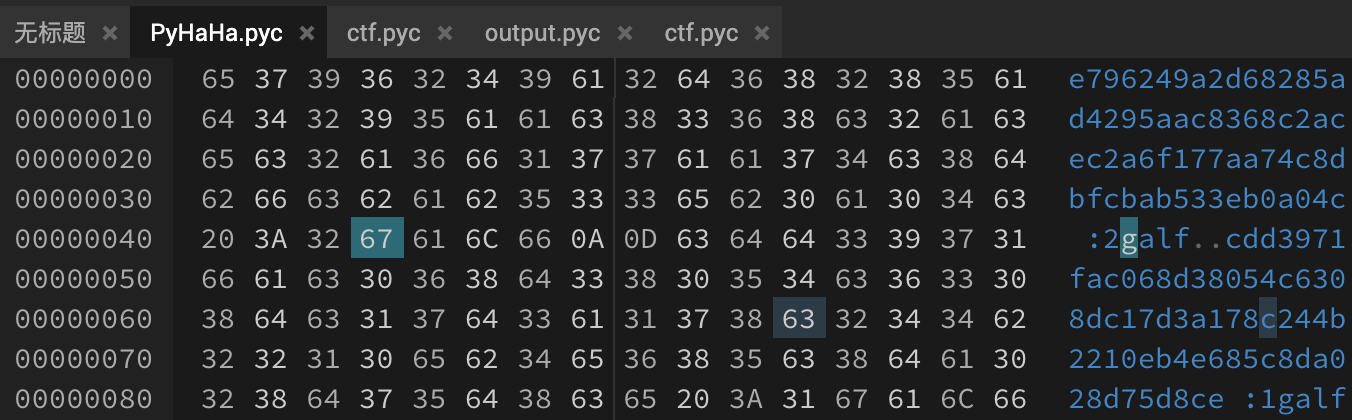 无标题 × PyHaHa.pyc × ctf.pyc × output.pyc × ctf.pyc ×
00000000 65 37 39 36 32 34 39 61 32 64 36 38 32 38 35 61 e796249a2d68285a
00000010 64 34 32 39 35 61 61 63 38 33 36 38 63 32 61 63 d4295aac8368c2ac
00000020 65 63 32 61 36 66 31 37 37 61 61 37 34 63 38 64 ec2a6f177aa74c8d
00000030 62 66 63 62 61 62 35 33 33 65 62 30 61 30 34 63 bfcbab533eb0a04c
00000040 20 3A 32 67 61 6C 66 0A 0D 63 64 64 33 39 37 31 :2galf..cdd3971
00000050 66 61 63 30 36 38 64 33 38 30 35 34 63 36 33 30 fac068d38054c630
00000060 38 64 63 31 37 64 33 61 31 37 38 63 32 34 34 62 8dc17d3a178c244b
00000070 32 32 31 30 65 62 34 65 36 38 35 63 38 64 61 30 2210eb4e685c8da0
00000080 32 38 64 37 35 64 38 63 65 20 3A 31 67 61 6C 66 28d75d8ce :1galf